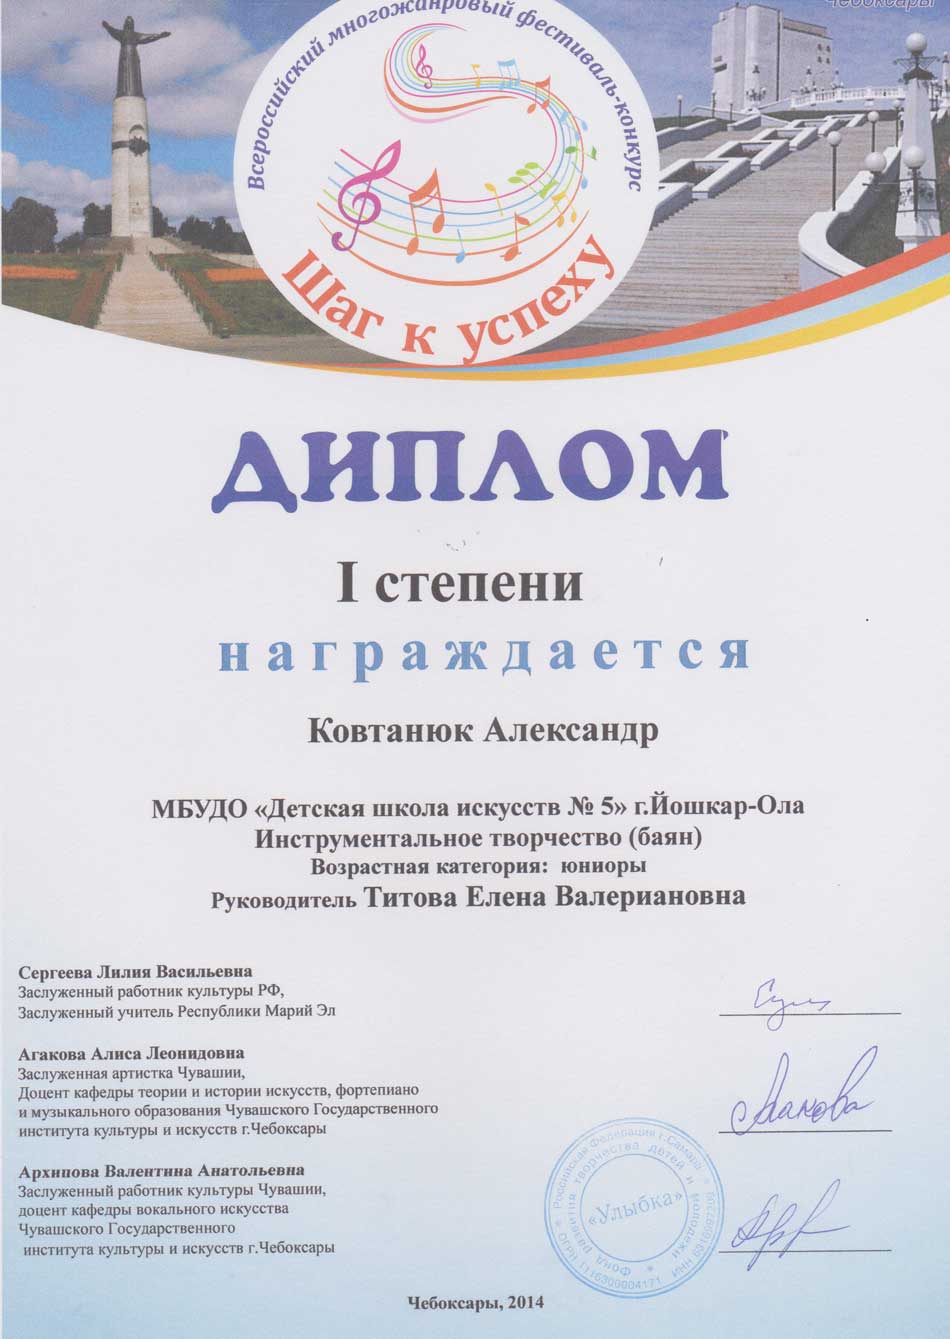 Чебоксары
Всероссийский многожанровый фестиваль-конкурс
Шаг к успеху
ДИПЛОМ
I степени
награждается
Ковтанюк Александр
МБУДО «Детская школа искусств № 5» г.Йошкар-Ола
Инструментальное творчество (баян)
Возрастная категория: юниоры
Руководитель Титова Елена Валериановна
Сергеева Лилия Васильевна
Заслуженный работник культуры РФ,
Заслуженный учитель Республики Марий Эл
Агакова Алиса Леонидовна
Заслуженная артистка Чувашии,
Доцент кафедры теории и истории искусств, фортепиано
и музыкального образования Чувашского Государственного
института культуры и искусств г.Чебоксары
Архипова Валентина Анатольевна
Заслуженный работник культуры Чувашии,
доцент кафедры вокального искусства
Чувашского Государственного
института культуры и искусств г.Чебоксары
Российская Федерация г.Самара
Фонд развития творчества детей и молодежи
«Улыбка»
Чебоксары, 2014